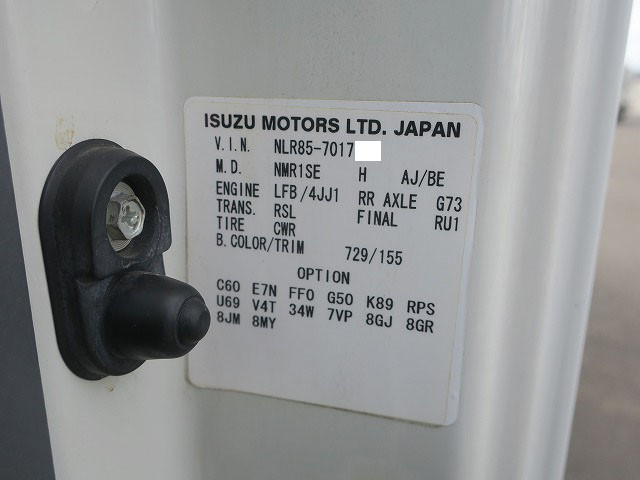 ISUZU MOTORS LTD. JAPAN
V.I.N. NLR85-7017
M.D. NMR1SE H AJ/BE
ENGINE LFB/4JJ1 RR AXLE G73
TRANS. RSL FINAL RU1
TIRE CWR
B. COLOR/TRIM 729/155
OPTION
C60 E7N FF0 G50 K89 RPS
U69 V4T 34W 7VP 8GJ 8GR
8JM 8MY